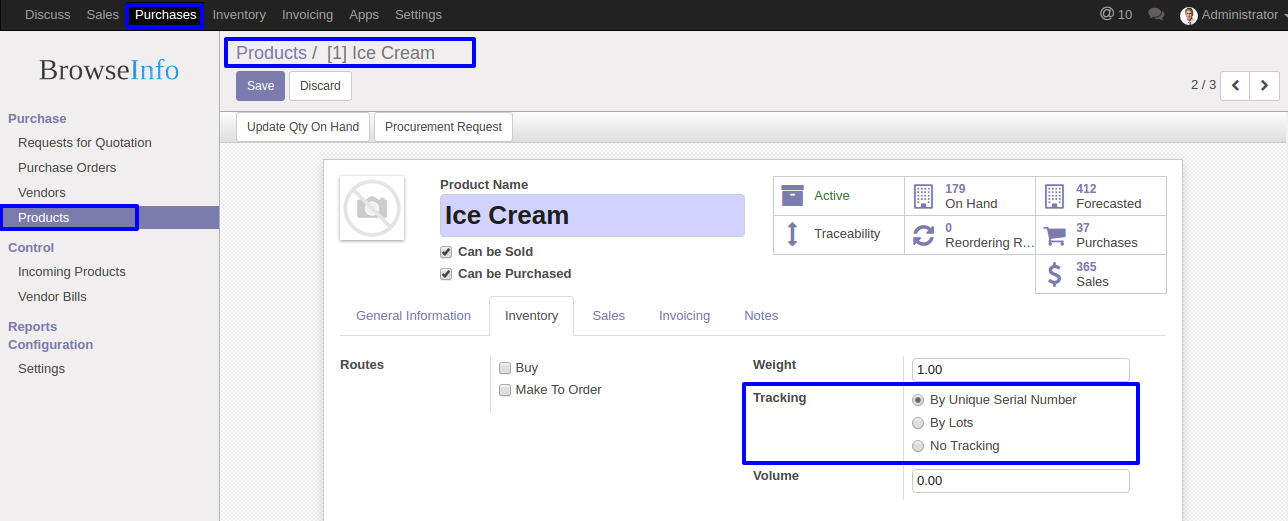 Discuss Sales Purchases Inventory Invoicing Apps Settings @ 10 Administrator
BrowseInfo
Purchase
Requests for Quotation
Purchase Orders
Vendors
Products
Control
Incoming Products
Vendor Bills
Reports
Configuration
Settings
Products / [1] Ice Cream
Save Discard
2 / 3
Update Qty On Hand Procurement Request
Product Name
Ice Cream
Can be Sold
Can be Purchased
Active
179
On Hand
412
Forecasted
Traceability
0
Reordering R...
37
Purchases
365
Sales
General Information Inventory Sales Invoicing Notes
Routes
Buy
Make To Order
Weight 1.00
Tracking
By Unique Serial Number
By Lots
No Tracking
Volume 0.00